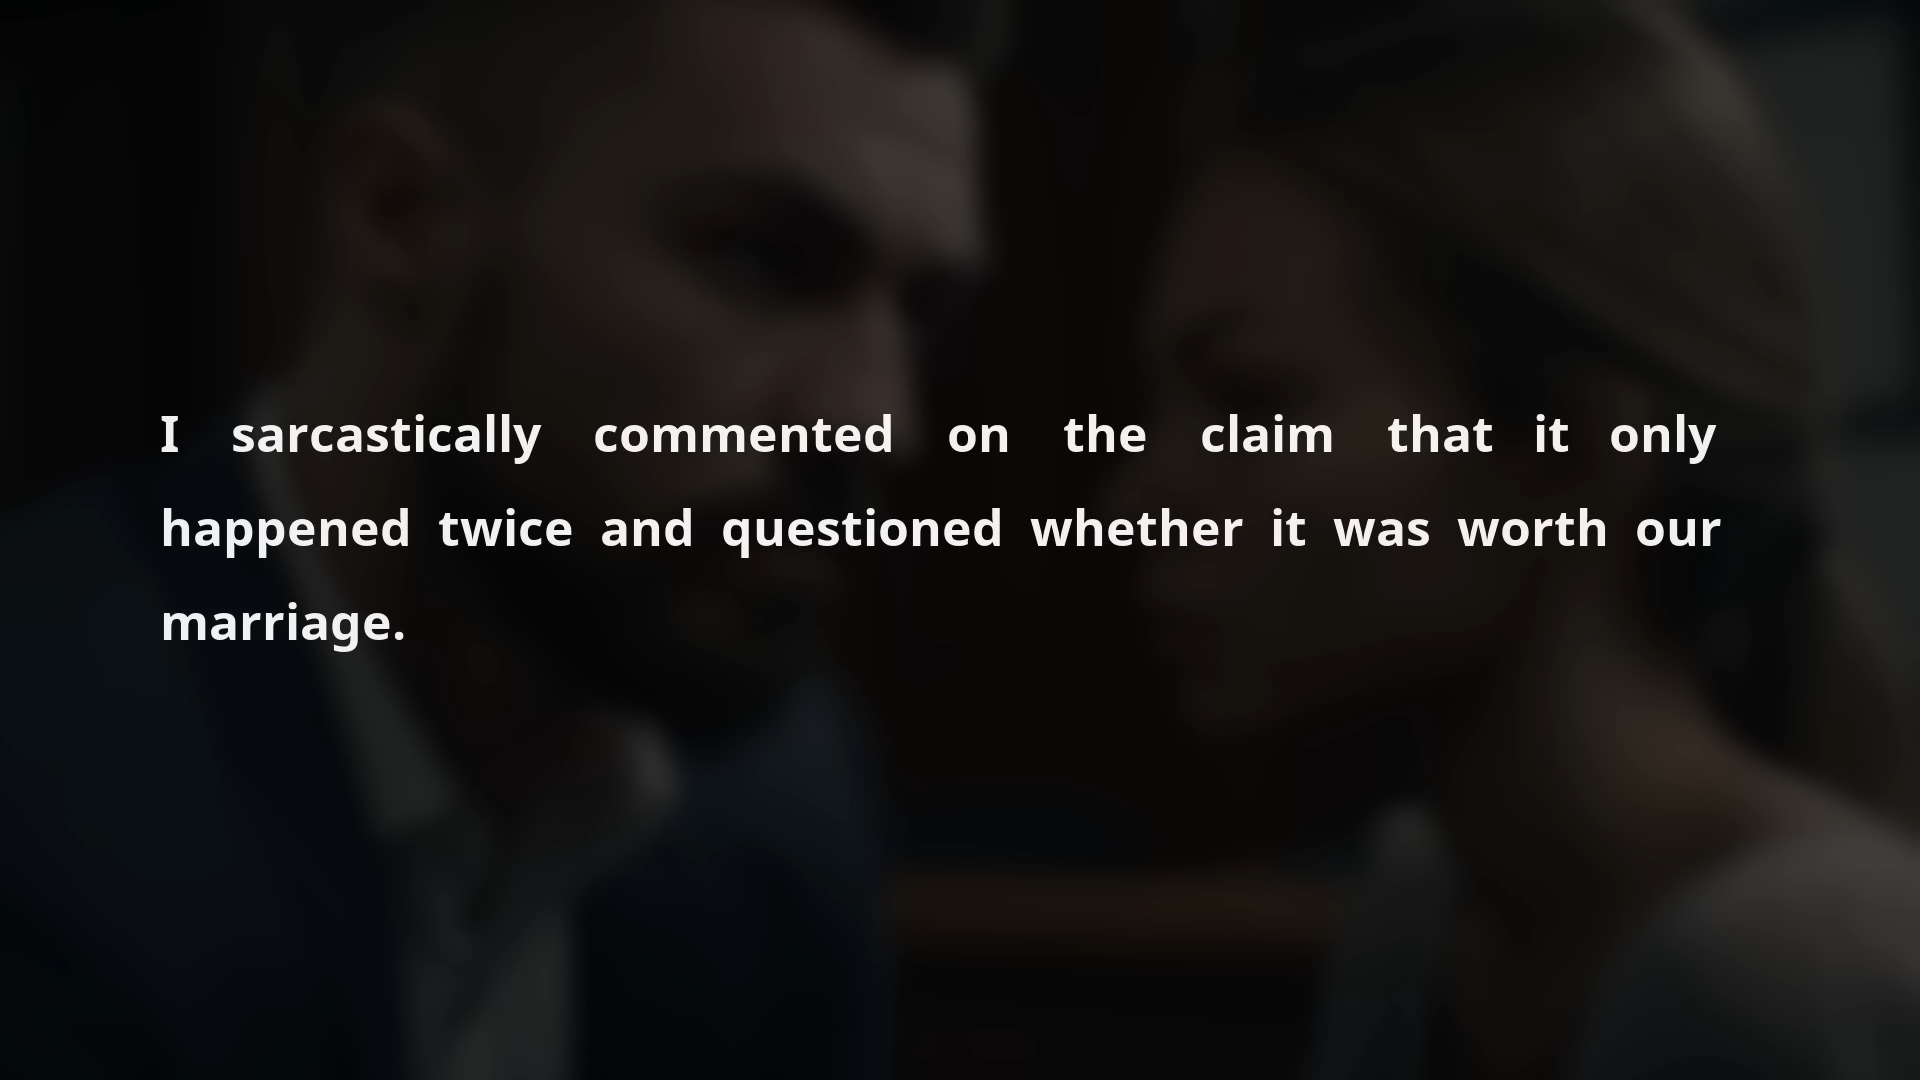 I sarcastically commented on the claim that it only
happened twice and questioned whether it was worth our
marriage.